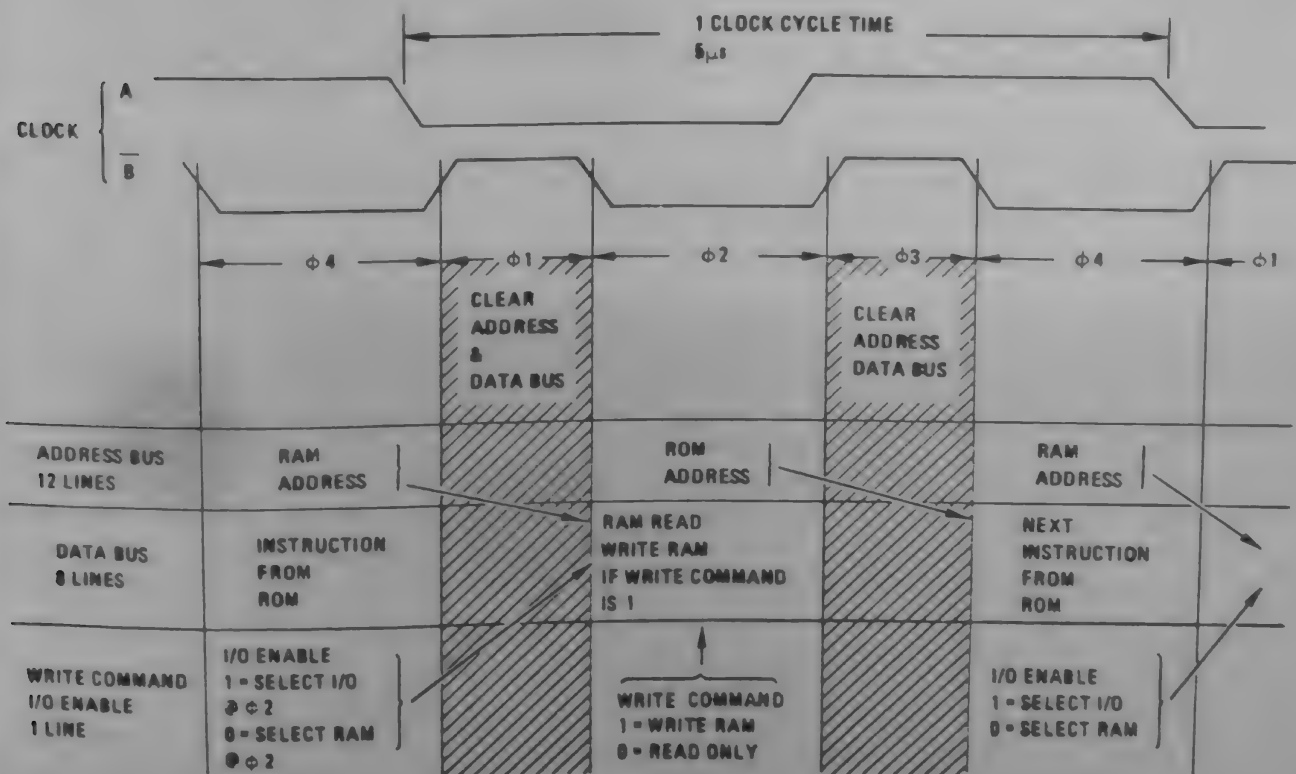 1 CLOCK CYCLE TIME
5μs
CLOCK
A
B
ϕ4
ϕ1
ϕ2
ϕ3
ϕ4
ϕ1
CLEAR
ADDRESS
&
DATA BUS
CLEAR
ADDRESS
DATA BUS
ADDRESS BUS
12 LINES
RAM
ADDRESS
ROM
ADDRESS
RAM
ADDRESS
DATA BUS
8 LINES
INSTRUCTION
FROM
ROM
RAM READ
WRITE RAM
IF WRITE COMMAND
IS 1
NEXT
INSTRUCTION
FROM
ROM
WRITE COMMAND
I/O ENABLE
1 LINE
I/O ENABLE
1 = SELECT I/O
@ ϕ2
0 = SELECT RAM
@ ϕ2
WRITE COMMAND
1 = WRITE RAM
0 = READ ONLY
I/O ENABLE
1 = SELECT I/O
0 = SELECT RAM